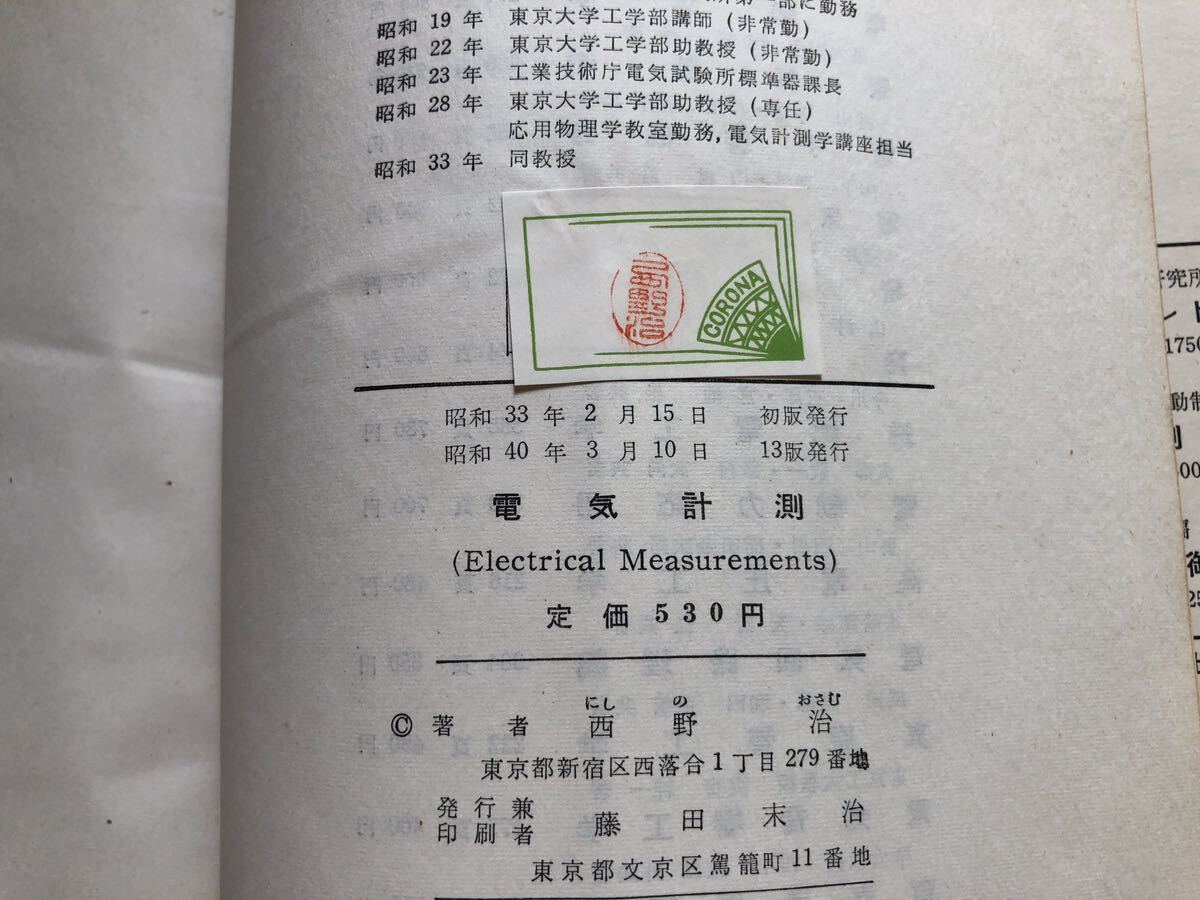 部に勤務
昭和 19 年 東京大学工学部講師 (非常勤)
昭和 22 年 東京大学工学部助教授 (非常勤)
昭和 23 年 工業技術庁電気試験所標準器課長
昭和 28 年 東京大学工学部助教授 (専任)
応用物理学教室勤務, 電気計測学講座担当
昭和 33 年 同教授
CORONA
昭和 33 年 2 月 15 日 初版発行
昭和 40 年 3 月 10 日 13版発行
電気計測
(Electrical Measurements)
定価 530円
にし の おさむ
© 著者 西野 治
東京都新宿区西落合1丁目279番地
発行兼
印刷者 藤田末治
東京都文京区駕籠町11番地
究所
1750
動制